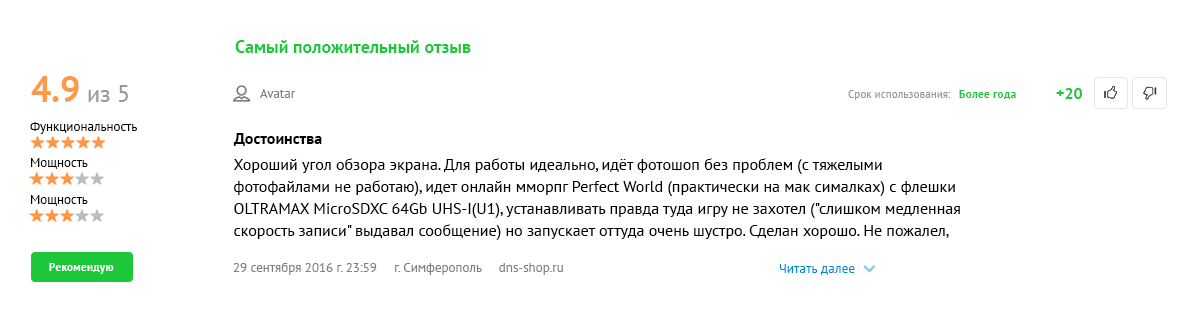 Самый положительный отзыв
4.9 из 5
Функциональность
Мощность
Мощность
Рекомендую
Avatar
Срок использования: Более года
+20
Достоинства
Хороший угол обзора экрана. Для работы идеально, идёт фотошоп без проблем (с тяжелыми
фотофайлами не работаю), идет онлайн мморпг Perfect World (практически на мак сималках) с флешки
OLTRAMAX MicroSDXC 64Gb UHS-I(U1), устанавливать правда туда игру не захотел ("слишком медленная
скорость записи" выдавал сообщение) но запускает оттуда очень шустро. Сделан хорошо. Не пожалел,
29 сентября 2016 г. 23:59 г. Симферополь dns-shop.ru
Читать далее